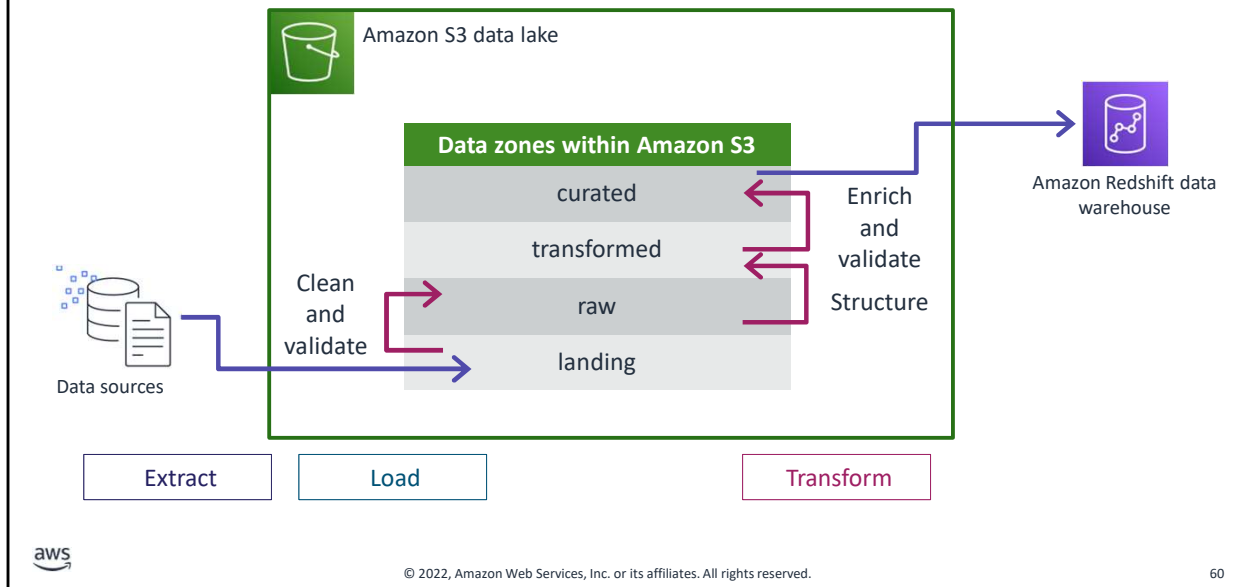 Amazon S3 data lake
Data zones within Amazon S3
curated
transformed
raw
landing
Clean
and
validate
Enrich
and
validate
Structure
Data sources
Amazon Redshift data
warehouse
Extract
Load
Transform
aws
© 2022, Amazon Web Services, Inc. or its affiliates. All rights reserved.
60